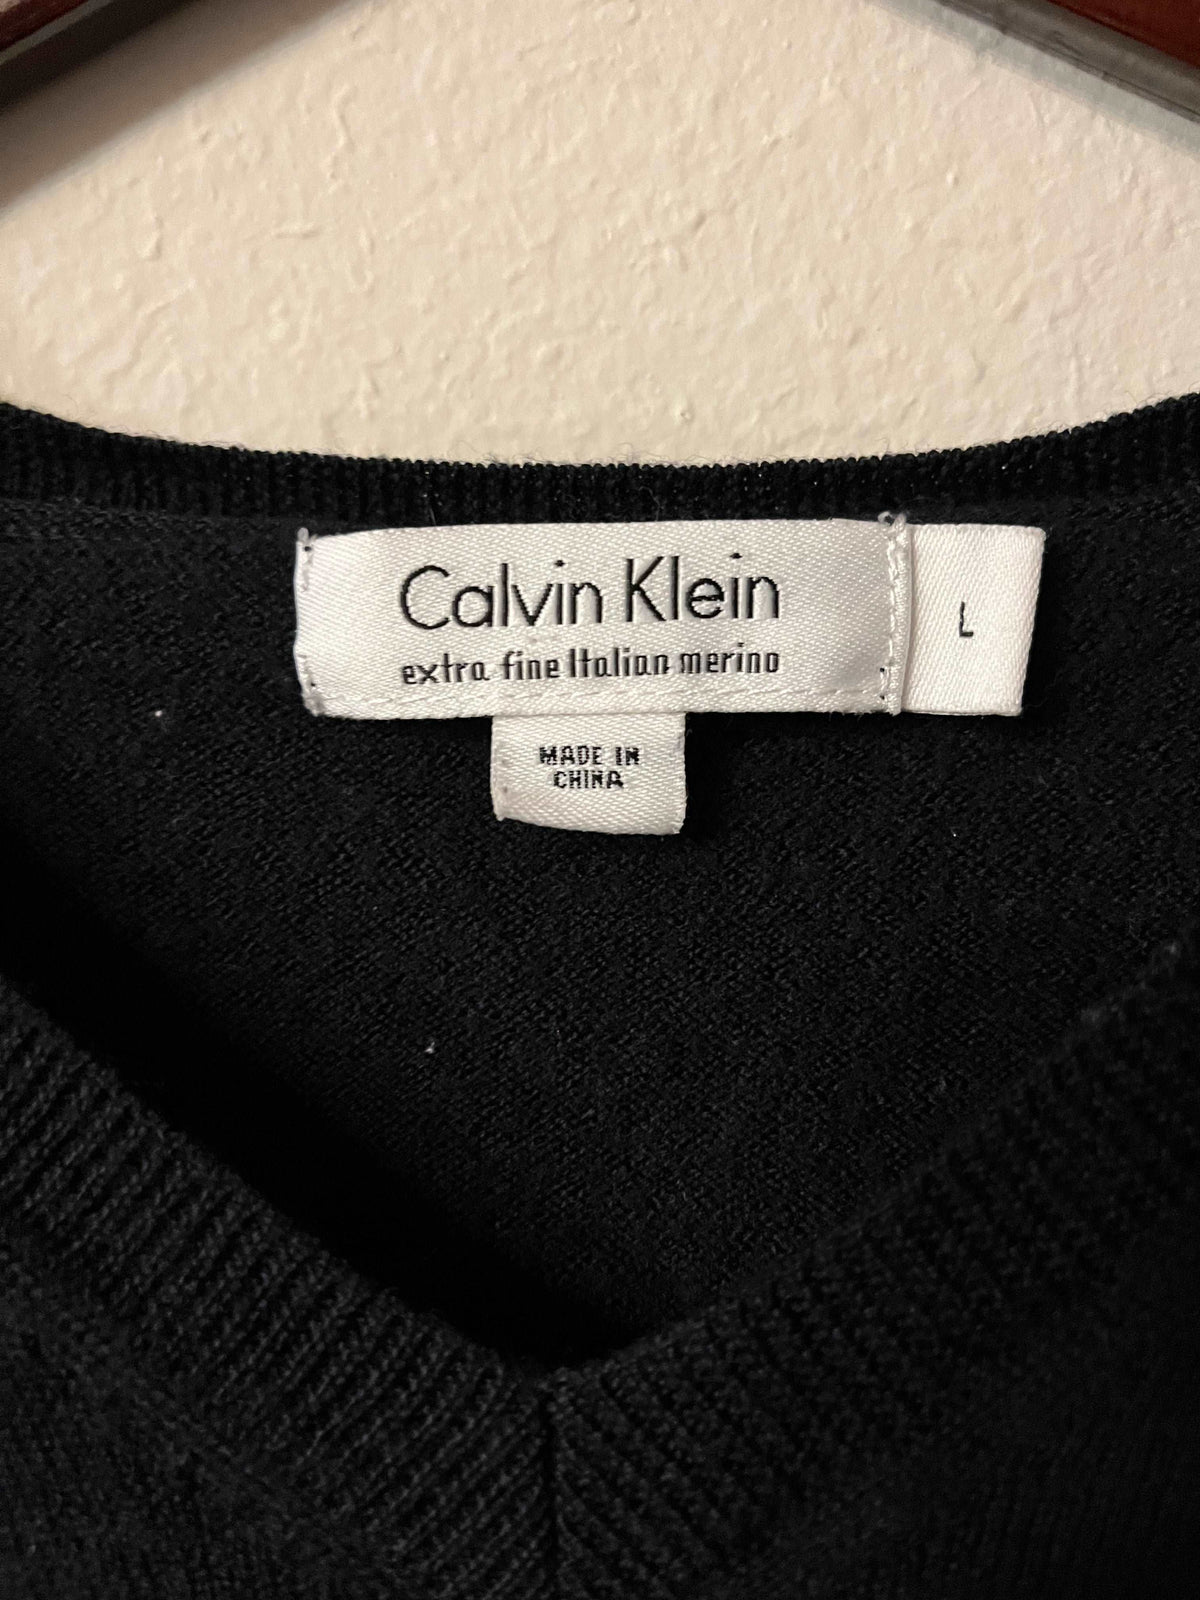 Calvin Klein
extra fine Italian merino
L
MADE IN
CHINA